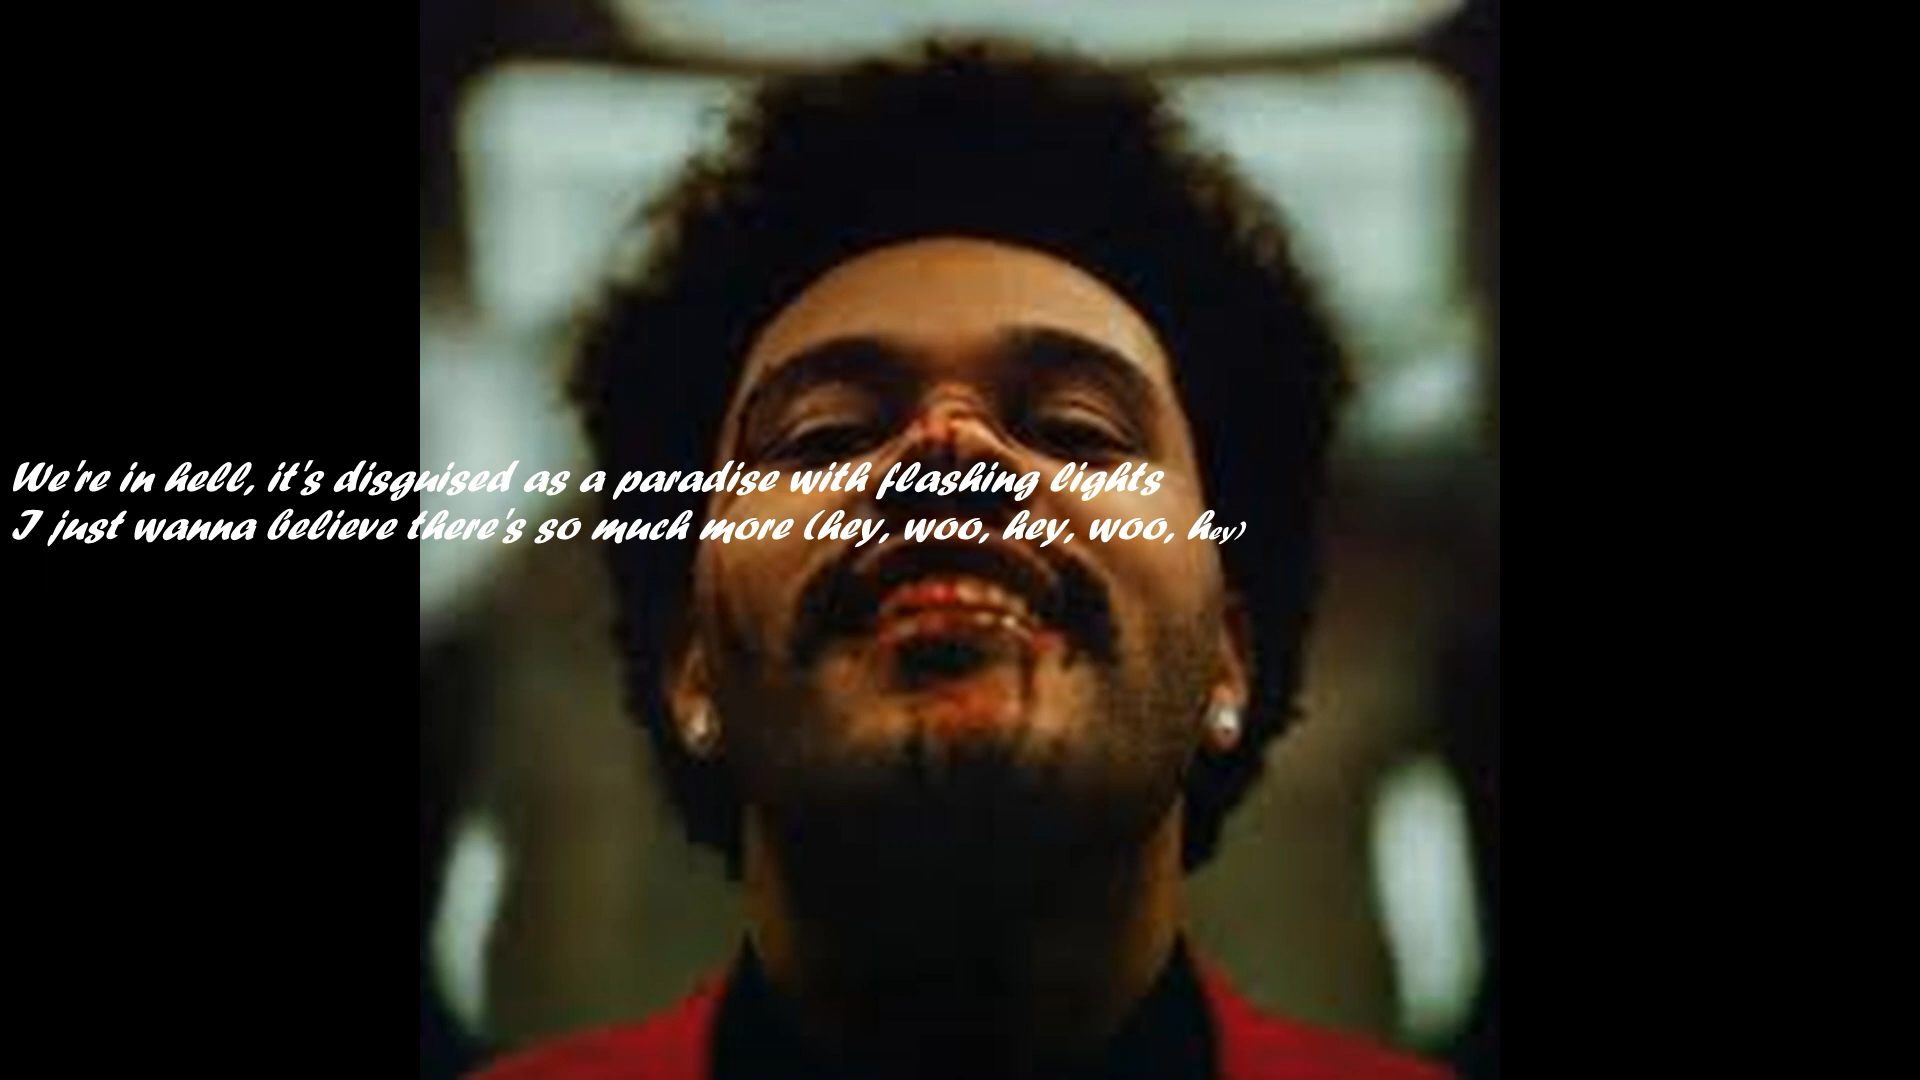 We're in hell, it's disguised as a paradise with flashing lights
I just wanna believe there's so much more (hey, woo, hey, woo, hey)